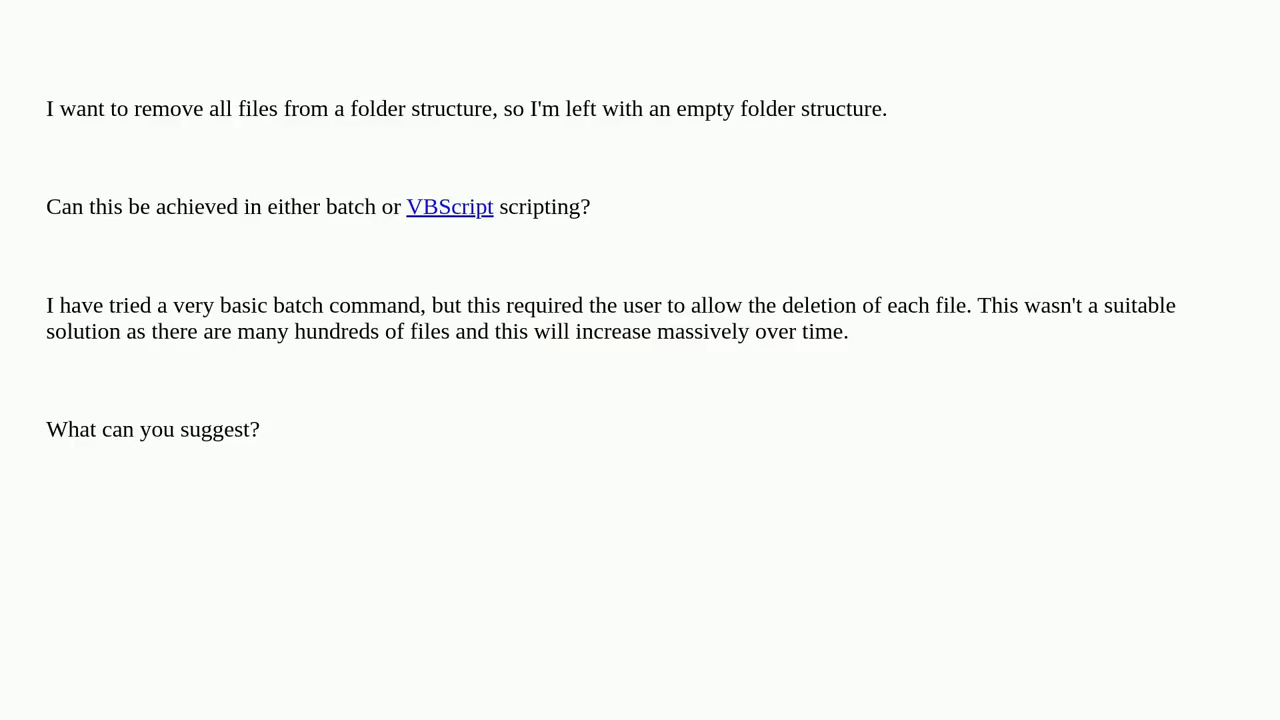 I want to remove all files from a folder structure, so I'm left with an empty folder structure.
Can this be achieved in either batch or VBScript scripting?
I have tried a very basic batch command, but this required the user to allow the deletion of each file. This wasn't a suitable
solution as there are many hundreds of files and this will increase massively over time.
What can you suggest?